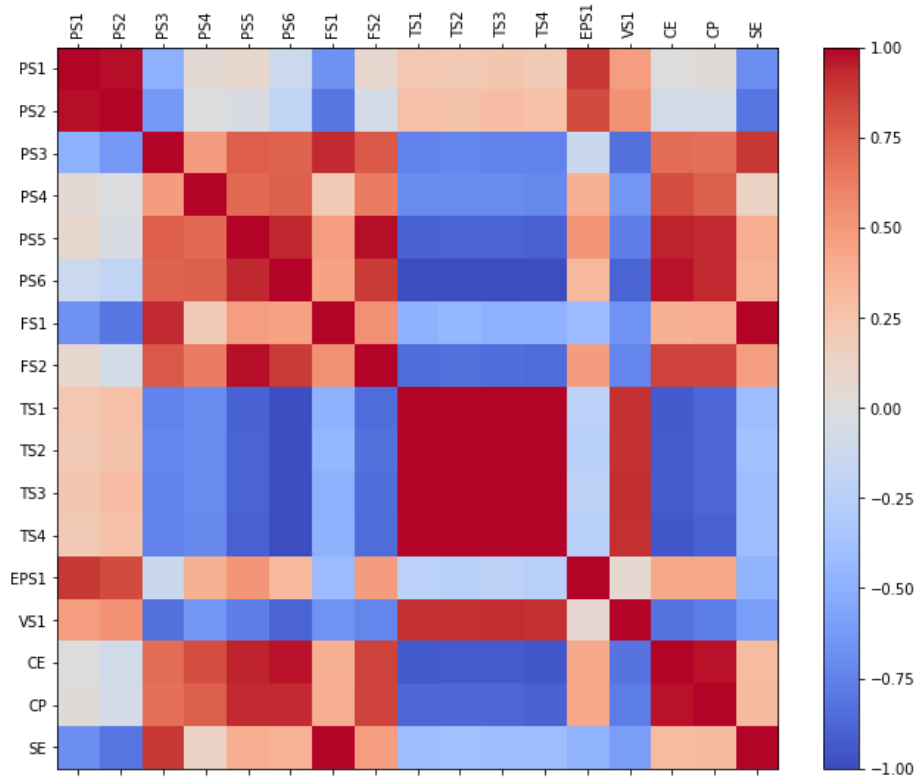 PS1 PS2 PS3 PS4 PS5 PS6 FS1 FS2 TS1 TS2 TS3 TS4 EPS1 VS1 CE CP SE
PS1
PS2
PS3
PS4
PS5
PS6
FS1
FS2
TS1
TS2
TS3
TS4
EPS1
VS1
CE
CP
SE
1.00
0.75
0.50
0.25
0.00
−0.25
−0.50
−0.75
−1.00